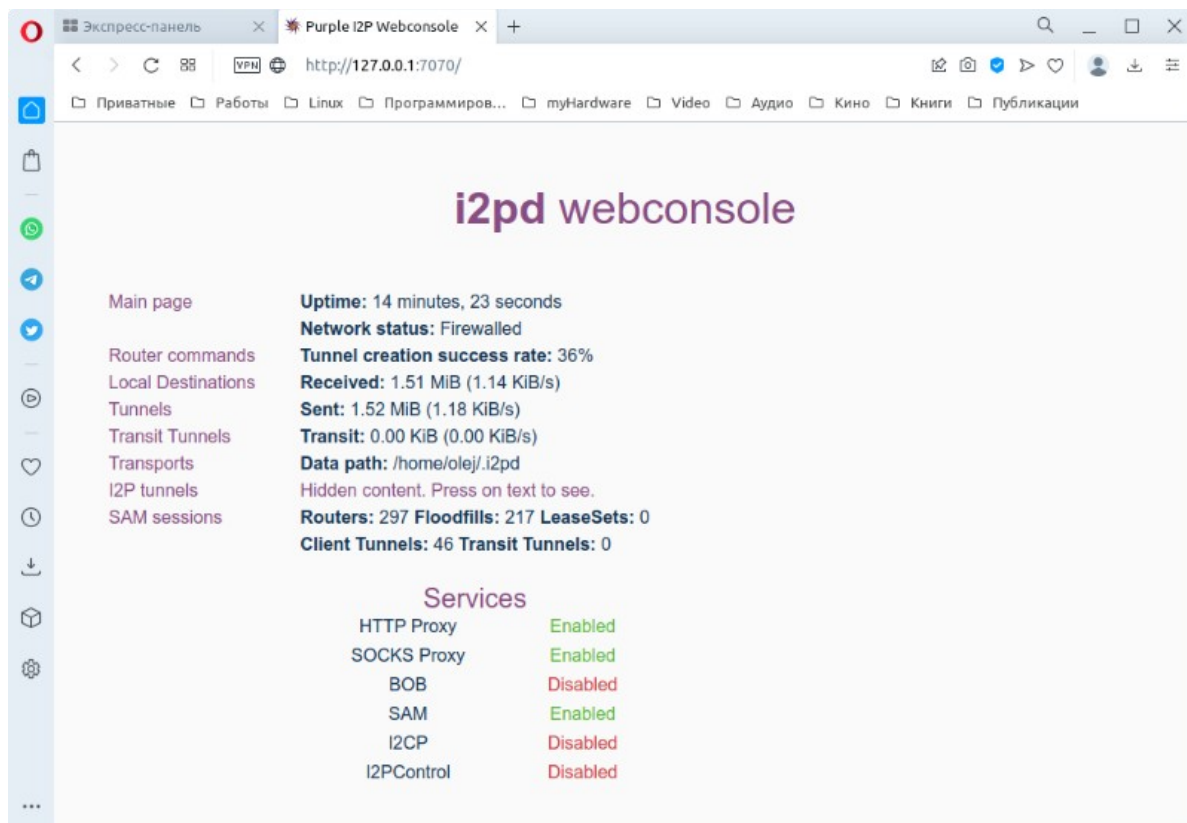 Экспресс-панель Purple I2P Webconsole
VPN http://127.0.0.1:7070/
Приватные Работы Linux Программиров... myHardware Video Аудио Кино Книги Публикации
i2pd webconsole
Main page
Router commands
Local Destinations
Tunnels
Transit Tunnels
Transports
I2P tunnels
SAM sessions
Uptime: 14 minutes, 23 seconds
Network status: Firewalled
Tunnel creation success rate: 36%
Received: 1.51 MiB (1.14 KiB/s)
Sent: 1.52 MiB (1.18 KiB/s)
Transit: 0.00 KiB (0.00 KiB/s)
Data path: /home/olej/.i2pd
Hidden content. Press on text to see.
Routers: 297 Floodfills: 217 LeaseSets: 0
Client Tunnels: 46 Transit Tunnels: 0
Services
HTTP Proxy Enabled
SOCKS Proxy Enabled
BOB Disabled
SAM Enabled
I2CP Disabled
I2PControl Disabled